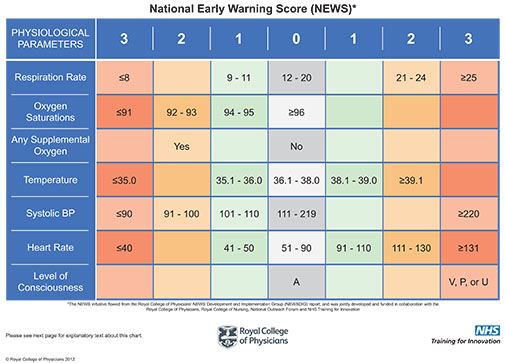 National Early Warning Score (NEWS)*
PHYSIOLOGICAL PARAMETERS 3 2 1 0 1 2 3
Respiration Rate ≤8 9 - 11 12 - 20 21 - 24 ≥25
Oxygen Saturations ≤91 92 - 93 94 - 95 ≥96
Any Supplemental Oxygen Yes No
Temperature ≤35.0 35.1 - 36.0 36.1 - 38.0 38.1 - 39.0 ≥39.1
Systolic BP ≤90 91 - 100 101 - 110 111 - 219 ≥220
Heart Rate ≤40 41 - 50 51 - 90 91 - 110 111 - 130 ≥131
Level of Consciousness A V, P, or U
*The NEWS initiative flowed from the Royal College of Physicians' NEWS Development and Implementation Group (NEWSDIG) report, and was jointly developed and funded in collaboration with the
Royal College of Physicians, Royal College of Nursing, National Outreach Forum and NHS Training for Innovation
Please see next page for explanatory text about this chart.
Royal College of Physicians
NHS
Training for Innovation
© Royal College of Physicians 2012